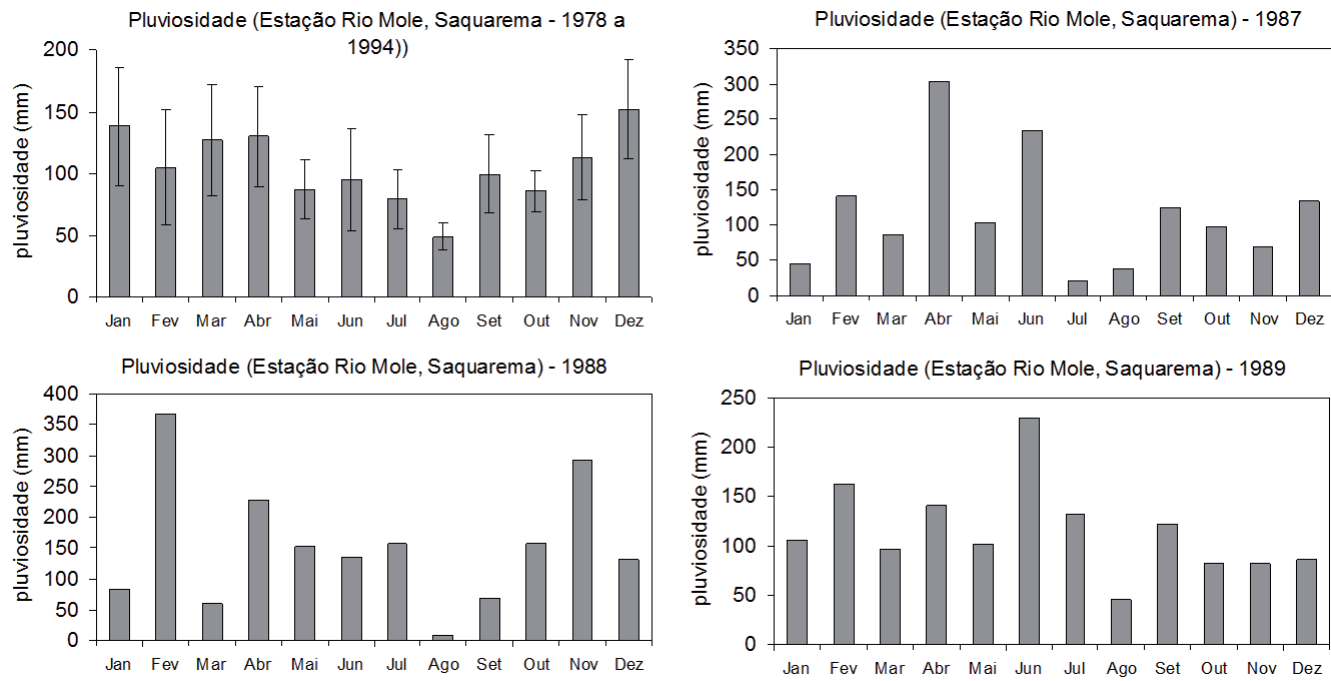 Pluviosidade (Estação Rio Mole, Saquarema - 1978 a
1994))
pluviosidade (mm)
200
150
100
50
0
Jan Fev Mar Abr Mai Jun Jul Ago Set Out Nov Dez
Pluviosidade (Estação Rio Mole, Saquarema) - 1987
pluviosidade (mm)
350
300
250
200
150
100
50
0
Jan Fev Mar Abr Mai Jun Jul Ago Set Out Nov Dez
Pluviosidade (Estação Rio Mole, Saquarema) - 1988
pluviosidade (mm)
400
350
300
250
200
150
100
50
0
Jan Fev Mar Abr Mai Jun Jul Ago Set Out Nov Dez
Pluviosidade (Estação Rio Mole, Saquarema) - 1989
pluviosidade (mm)
250
200
150
100
50
0
Jan Fev Mar Abr Mai Jun Jul Ago Set Out Nov Dez